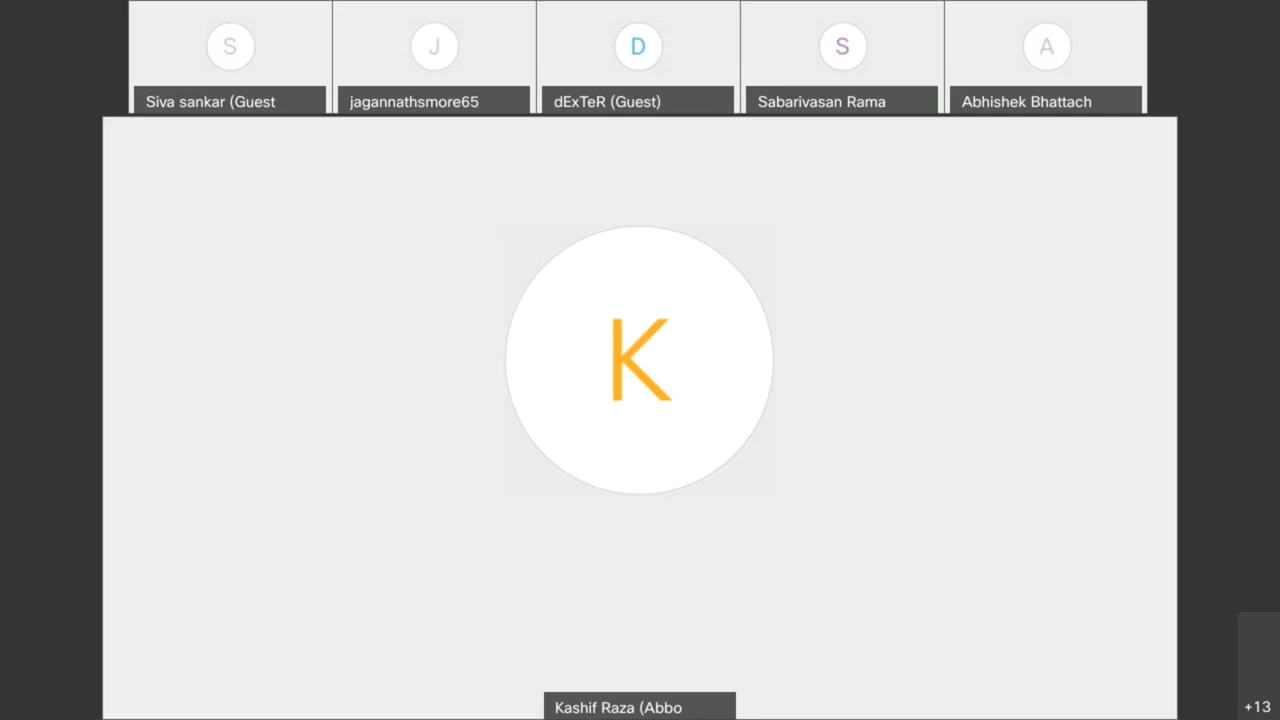 S
J
D
S
A
Siva sankar (Guest
jagannathsmore65
dExTeR (Guest)
Sabarivasan Rama
Abhishek Bhattach
K
Kashif Raza (Abbo
+13